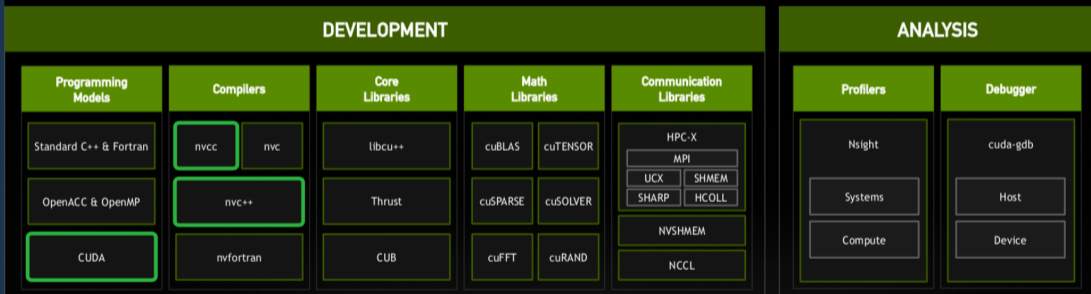 DEVELOPMENT
ANALYSIS
Programming
Models
Compilers
Core
Libraries
Math
Libraries
Communication
Libraries
Profilers
Debugger
Standard C++ & Fortran
OpenACC & OpenMP
CUDA
nvcc
nvc
nvc++
nvfortran
libcu++
Thrust
CUB
cuBLAS
cuTENSOR
cuSPARSE
cuSOLVER
cuFFT
cuRAND
HPC-X
MPI
UCX
SHMEM
SHARP
HCOLL
NVSHMEM
NCCL
Nsight
Systems
Compute
cuda-gdb
Host
Device